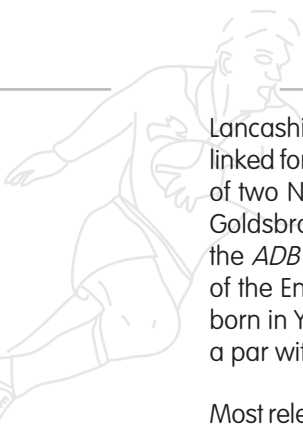 Lancashi
linked for
of two N
Goldsbro
the ADB
of the En
born in Y
a par wit
Most rele